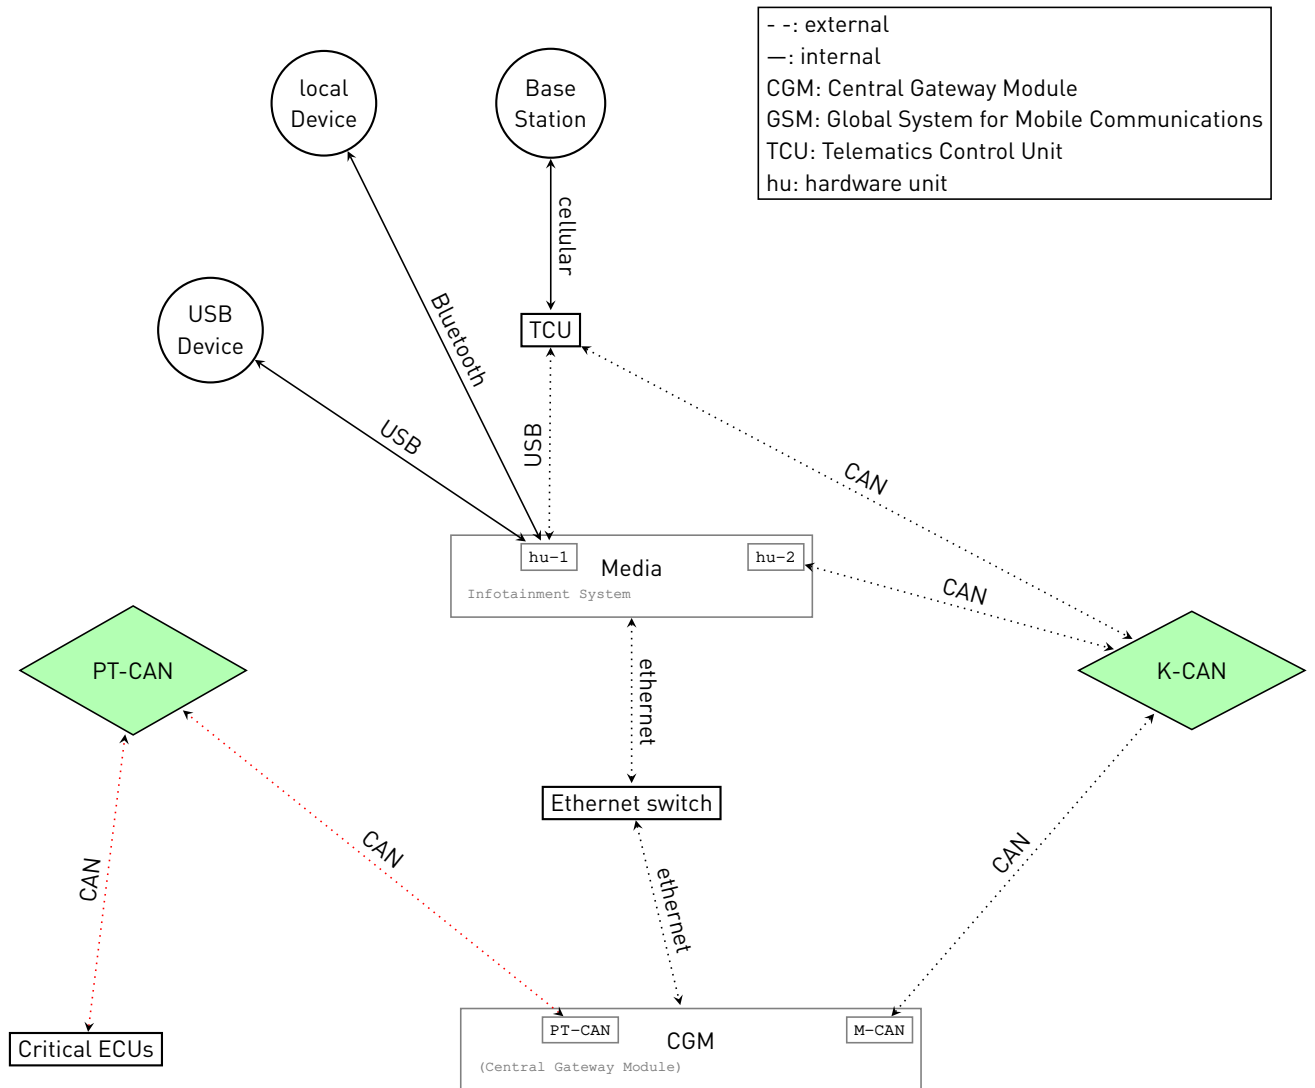 - -: external
—: internal
CGM: Central Gateway Module
GSM: Global System for Mobile Communications
TCU: Telematics Control Unit
hu: hardware unit
local
Device
Base
Station
cellular
Bluetooth
USB
Device
TCU
USB
USB
CAN
hu-1
hu-2
Media
Infotainment System
CAN
PT-CAN
K-CAN
ethernet
Ethernet switch
CAN
CAN
CAN
ethernet
PT-CAN
M-CAN
CGM
(Central Gateway Module)
Critical ECUs